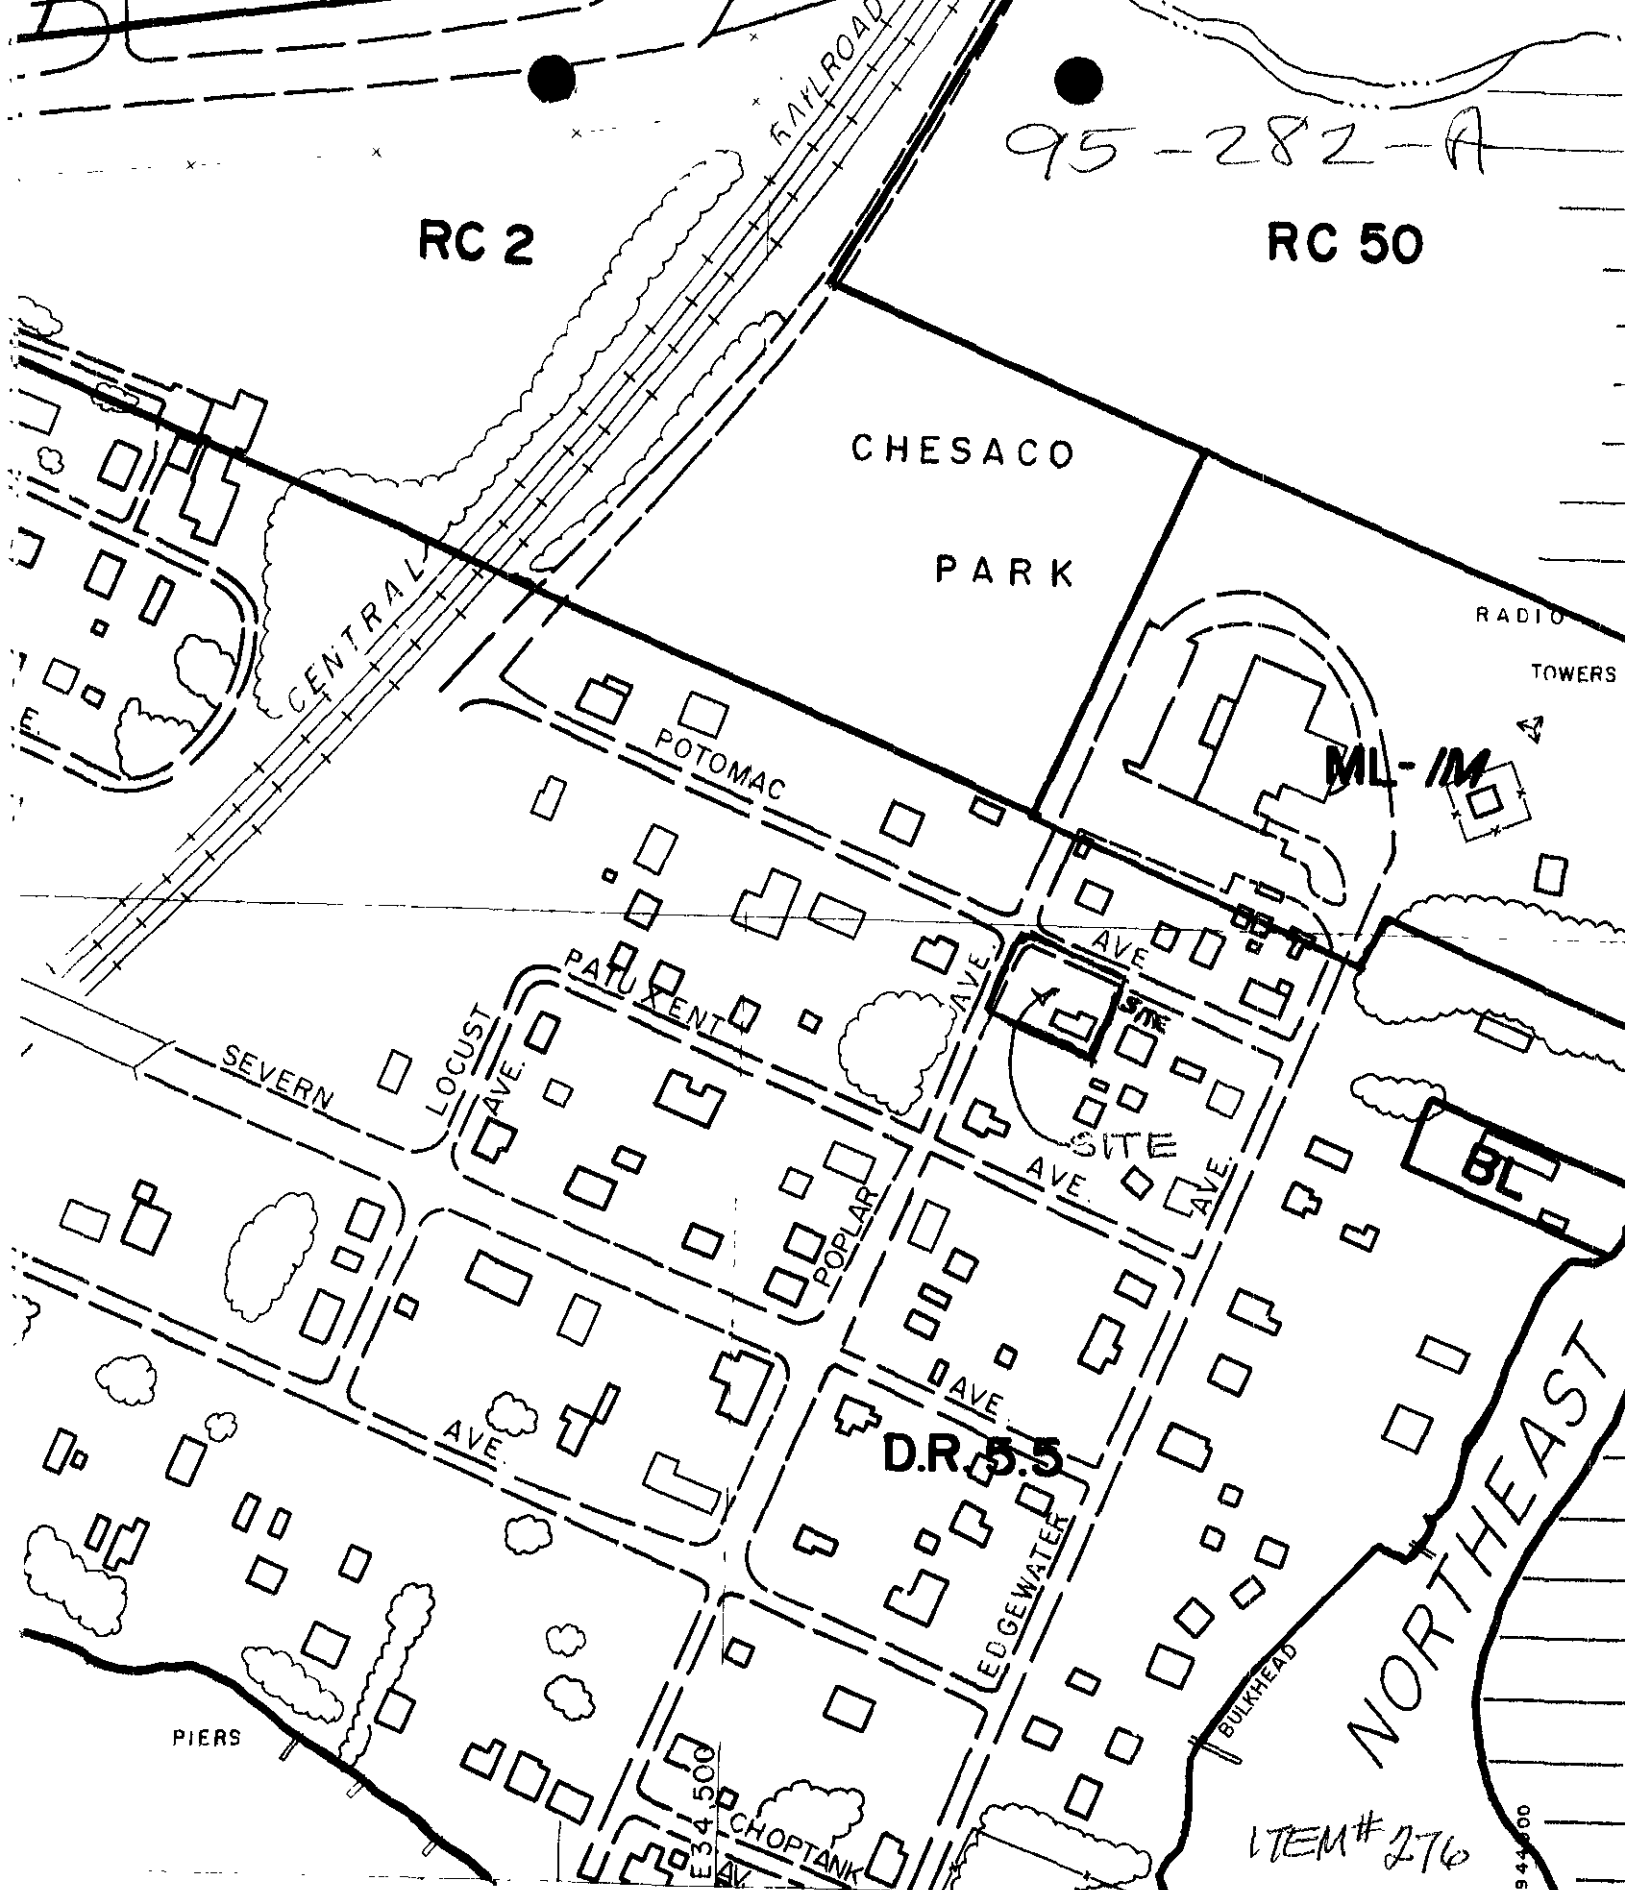 RAILROAD
95-282-A
RC 2
RC 50
CHESACO
PARK
RADIO
TOWERS
CENTRAL
E.
POTOMAC
ML-IM
AVE.
AVE.
PATUXENT
SITE
LOCUST
AVE.
SEVERN
SITE
AVE.
AVE.
BL
POPLAR
AVE.
AVE.
D.R. 5.5
EDGEWATER
NORTHEAST
BULKHEAD
PIERS
E34,500
CHOPTANK
AV.
ITEM # 276